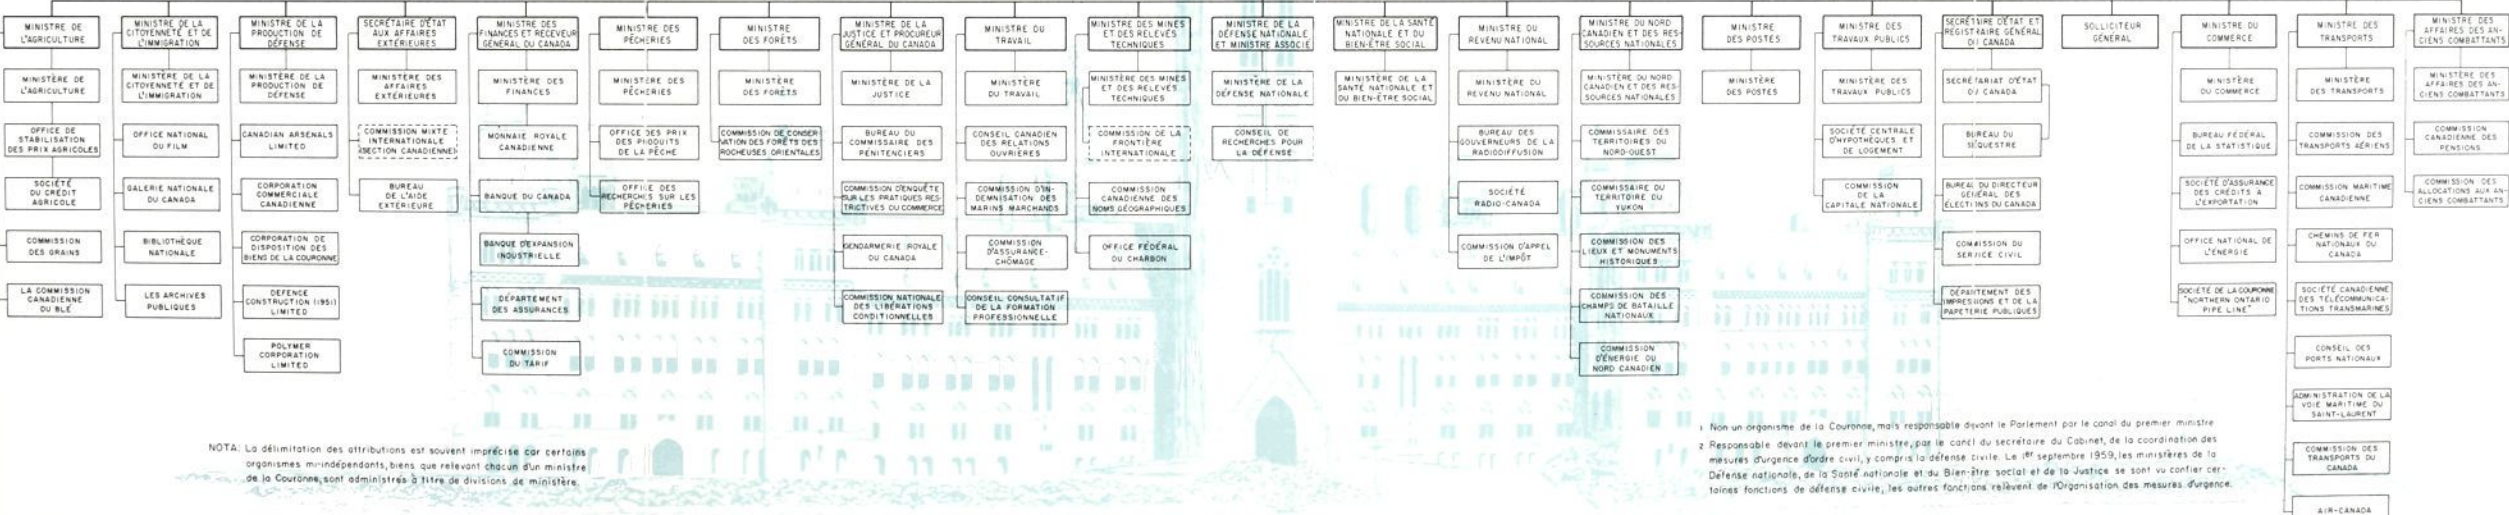 MINISTRE DE
L'AGRICULTURE
MINISTÈRE DE
L'AGRICULTURE
OFFICE DE
STABILISATION
DES PRIX AGRICOLES
SOCIÉTÉ
DU CRÉDIT
AGRICOLE
COMMISSION
DES GRAINS
LA COMMISSION
CANADIENNE
DU BLÉ
MINISTRE DE LA
CITOYENNETÉ ET DE
L'IMMIGRATION
MINISTÈRE DE LA
CITOYENNETÉ ET DE
L'IMMIGRATION
OFFICE NATIONAL
DU FILM
GALERIE NATIONALE
DU CANADA
BIBLIOTHÈQUE
NATIONALE
LES ARCHIVES
PUBLIQUES
MINISTRE DE LA
PRODUCTION DE
DÉFENSE
MINISTÈRE DE LA
PRODUCTION DE
DÉFENSE
CANADIAN ARSENALS
LIMITED
CORPORATION
COMMERCIALE
CANADIENNE
CORPORATION DE
DISPOSITION DES
BIENS DE LA COURONNE
DEFENCE
CONSTRUCTION (1951)
LIMITED
POLYMER
CORPORATION
LIMITED
SECRÉTAIRE D'ÉTAT
AUX AFFAIRES
EXTÉRIEURES
MINISTÈRE DES
AFFAIRES
EXTÉRIEURES
COMMISSION MIXTE
INTERNATIONALE
(SECTION CANADIENNE)
BUREAU
DE L'AIDE
EXTÉRIEURE
MINISTRE DES
FINANCES ET RECEVEUR
GÉNÉRAL DU CANADA
MINISTÈRE DES
FINANCES
MONNAIE ROYALE
CANADIENNE
BANQUE DU CANADA
BANQUE D'EXPANSION
INDUSTRIELLE
DÉPARTEMENT
DES ASSURANCES
COMMISSION
DU TARIF
MINISTRE DES
PÊCHERIES
MINISTÈRE DES
PÊCHERIES
OFFICE DES PRIX
DES PRODUITS
DE LA PÊCHE
OFFICE DES
RECHERCHES SUR LES
PÊCHERIES
MINISTRE
DES FORÊTS
MINISTÈRE
DES FORÊTS
COMMISSION DE CONSER
VATION DES FORÊTS DES
ROCHEUSES ORIENTALES
MINISTRE DE LA
JUSTICE ET PROCUREUR
GÉNÉRAL DU CANADA
MINISTÈRE DE LA
JUSTICE
BUREAU DU
COMMISSAIRE DES
PÉNITENCIERS
COMMISSION D'ENQUÊTE
SUR LES PRATIQUES RES-
TRICTIVES DU COMMERCE
GENDARMERIE ROYALE
DU CANADA
COMMISSION NATIONALE
DES LIBÉRATIONS
CONDITIONNELLES
MINISTRE DU
TRAVAIL
MINISTÈRE
DU TRAVAIL
CONSEIL CANADIEN
DES RELATIONS
OUVRIÈRES
COMMISSION D'IN-
DEMNISATION DES
MARINS MARCHANDS
COMMISSION
D'ASSURANCE-
CHÔMAGE
CONSEIL CONSULTATIF
DE LA FORMATION
PROFESSIONNELLE
MINISTRE DES MINES
ET DES RELEVÉS
TECHNIQUES
MINISTÈRE DES MINES
ET DES RELEVÉS
TECHNIQUES
COMMISSION DE LA
FRONTIÈRE
INTERNATIONALE
COMMISSION
CANADIENNE DES
NOMS GÉOGRAPHIQUES
OFFICE FÉDÉRAL
DU CHARBON
MINISTRE DE LA
DÉFENSE NATIONALE
ET MINISTRE ASSOCIÉ
MINISTÈRE DE LA
DÉFENSE NATIONALE
CONSEIL DE
RECHERCHES POUR
LA DÉFENSE
MINISTRE DE LA SANTÉ
NATIONALE ET DU
BIEN-ÊTRE SOCIAL
MINISTÈRE DE LA
SANTÉ NATIONALE ET
DU BIEN-ÊTRE SOCIAL
MINISTRE DU
REVENU NATIONAL
MINISTÈRE DU
REVENU NATIONAL
BUREAU DES
GOUVERNEURS DE LA
RADIODIFFUSION
SOCIÉTÉ
RADIO-CANADA
COMMISSION D'APPEL
DE L'IMPÔT
MINISTRE DU NORD
CANADIEN ET DES RES-
SOURCES NATIONALES
MINISTÈRE DU NORD
CANADIEN ET DES RES-
SOURCES NATIONALES
COMMISSAIRE DES
TERRITOIRES DU
NORD-OUEST
COMMISSAIRE DU
TERRITOIRE DU
YUKON
COMMISSION DES
LIEUX ET MONUMENTS
HISTORIQUES
COMMISSION DES
CHAMPS DE BATAILLE
NATIONAUX
COMMISSION
D'ÉNERGIE DU
NORD CANADIEN
MINISTRE
DES POSTES
MINISTÈRE
DES POSTES
MINISTRE DES
TRAVAUX PUBLICS
MINISTÈRE DES
TRAVAUX PUBLICS
SOCIÉTÉ CENTRALE
D'HYPOTHÈQUES ET
DE LOGEMENT
COMMISSION
DE LA
CAPITALE NATIONALE
SECRÉTAIRE D'ÉTAT ET
REGISTRAIRE GÉNÉRAL
DU CANADA
SECRÉTARIAT D'ÉTAT
DU CANADA
BUREAU DU
SÉQUESTRE
BUREAU DU DIRECTEUR
GÉNÉRAL DES
ÉLECTIONS DU CANADA
COMMISSION DU
SERVICE CIVIL
DÉPARTEMENT DES
IMPRESSIONS ET DE LA
PAPETERIE PUBLIQUES
SOLLICITEUR
GÉNÉRAL
MINISTRE DU
COMMERCE
MINISTÈRE
DU COMMERCE
BUREAU FÉDÉRAL
DE LA STATISTIQUE
SOCIÉTÉ D'ASSURANCE
DES CRÉDITS À
L'EXPORTATION
OFFICE NATIONAL DE
L'ÉNERGIE
SOCIÉTÉ DE LA COURONNE
"NORTHERN ONTARIO
PIPE LINE"
MINISTRE DES
TRANSPORTS
MINISTÈRE
DES TRANSPORTS
COMMISSION DES
TRANSPORTS AÉRIENS
COMMISSION MARITIME
CANADIENNE
CHEMINS DE FER
NATIONAUX DU
CANADA
SOCIÉTÉ CANADIENNE
DES TÉLÉCOMMUNICA-
TIONS TRANSMARINES
CONSEIL DES
PORTS NATIONAUX
ADMINISTRATION DE LA
VOIE MARITIME DU
SAINT-LAURENT
COMMISSION DES
TRANSPORTS DU
CANADA
AIR-CANADA
MINISTRE DES
AFFAIRES DES AN-
CIENS COMBATTANTS
MINISTÈRE DES
AFFAIRES DES AN-
CIENS COMBATTANTS
COMMISSION
CANADIENNE DES
PENSIONS
COMMISSION DES
ALLOCATIONS AUX AN-
CIENS COMBATTANTS
NOTA: La délimitation des attributions est souvent imprécise car certains
organismes mi-indépendants, biens que relevant chacun d'un ministre
de la Couronne, sont administrés à titre de divisions de ministère.
1 Non un organisme de la Couronne, mais responsable devant le Parlement par le canal du premier ministre
2 Responsable devant le premier ministre, par le canal du secrétaire du Cabinet, de la coordination des
mesures d'urgence d'ordre civil, y compris la défense civile. Le 1er septembre 1959, les ministères de la
Défense nationale, de la Santé nationale et du Bien-être social et de la Justice se sont vu confier cer-
taines fonctions de défense civile, les autres fonctions relèvent de l'Organisation des mesures d'urgence.